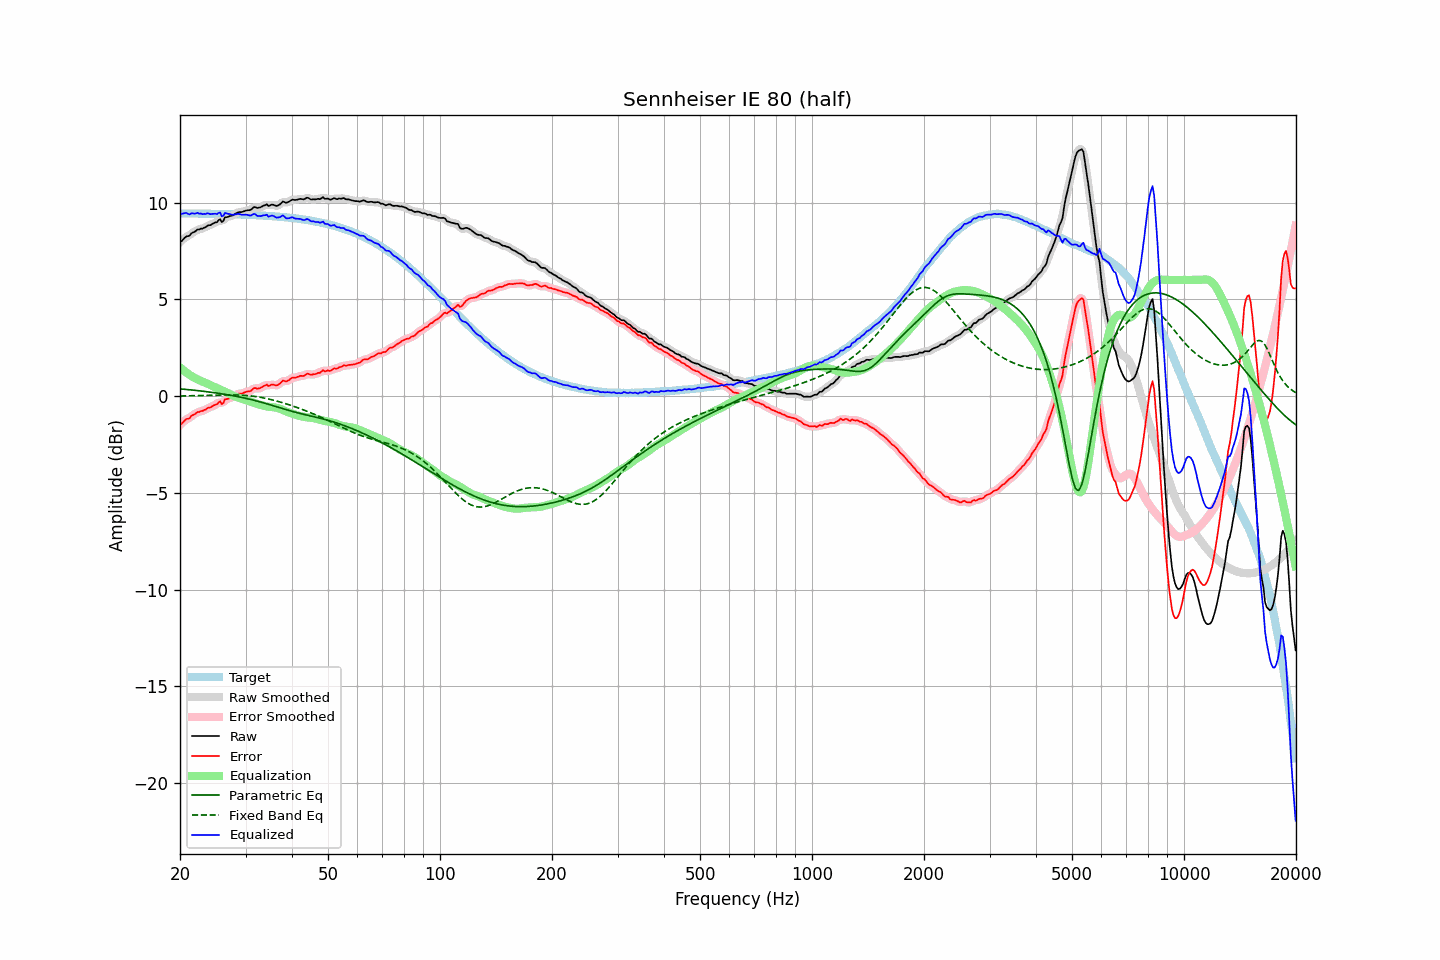 Sennheiser IE 80 (half)
10
5
0
−5
−10
−15
−20
Amplitude (dBr)
Target
Raw Smoothed
Error Smoothed
Raw
Error
Equalization
Parametric Eq
Fixed Band Eq
Equalized
20 50 100 200 500 1000 2000 5000 10000 20000
Frequency (Hz)